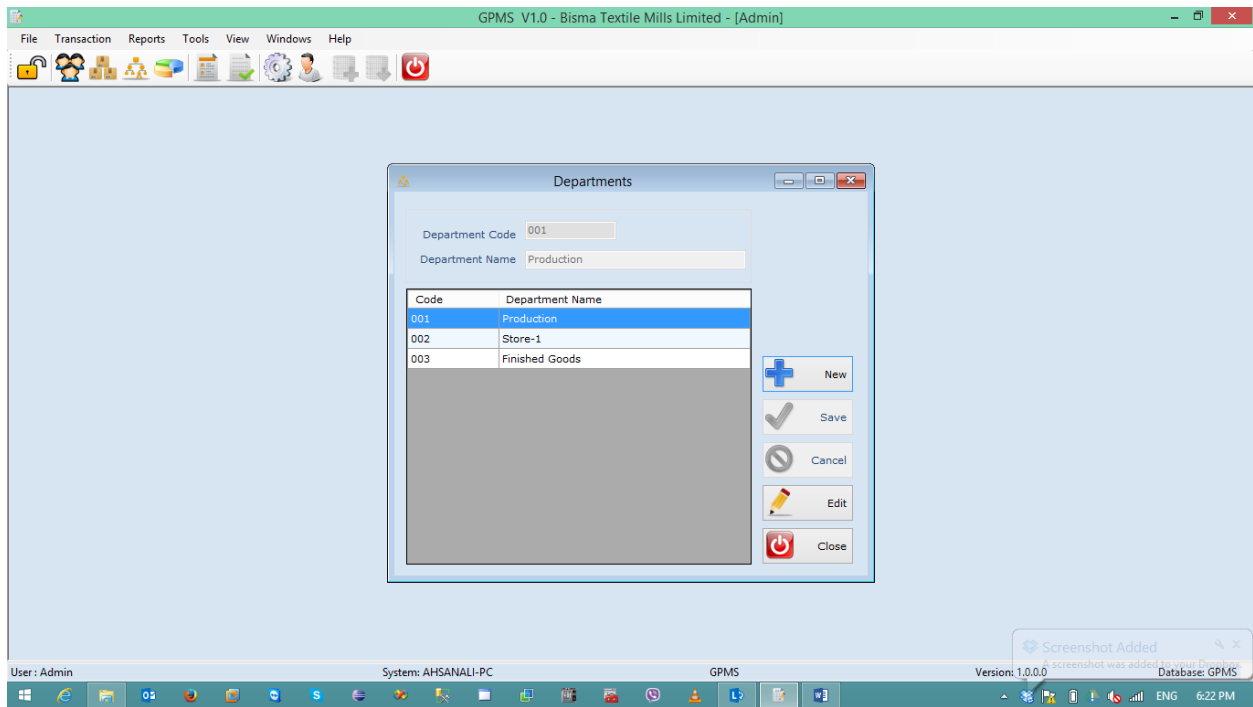 GPMS V1.0 - Bisma Textile Mills Limited - [Admin]
File Transaction Reports Tools View Windows Help
Departments
Department Code 001
Department Name Production
Code Department Name
001 Production
002 Store-1
003 Finished Goods
New
Save
Cancel
Edit
Close
Screenshot Added
A screenshot was added to your Dropbox.
User : Admin System: AHSANALI-PC GPMS Version: 1.0.0.0 Database: GPMS
ENG 6:22 PM